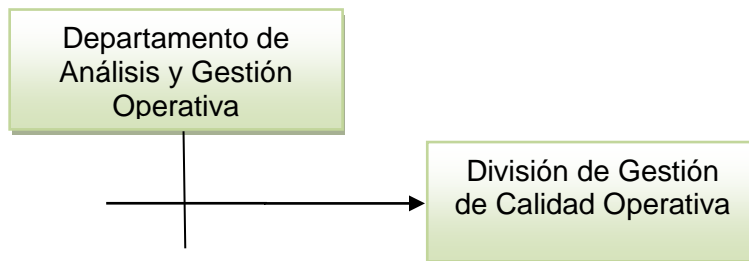 Departamento de
Análisis y Gestión
Operativa
División de Gestión
de Calidad Operativa